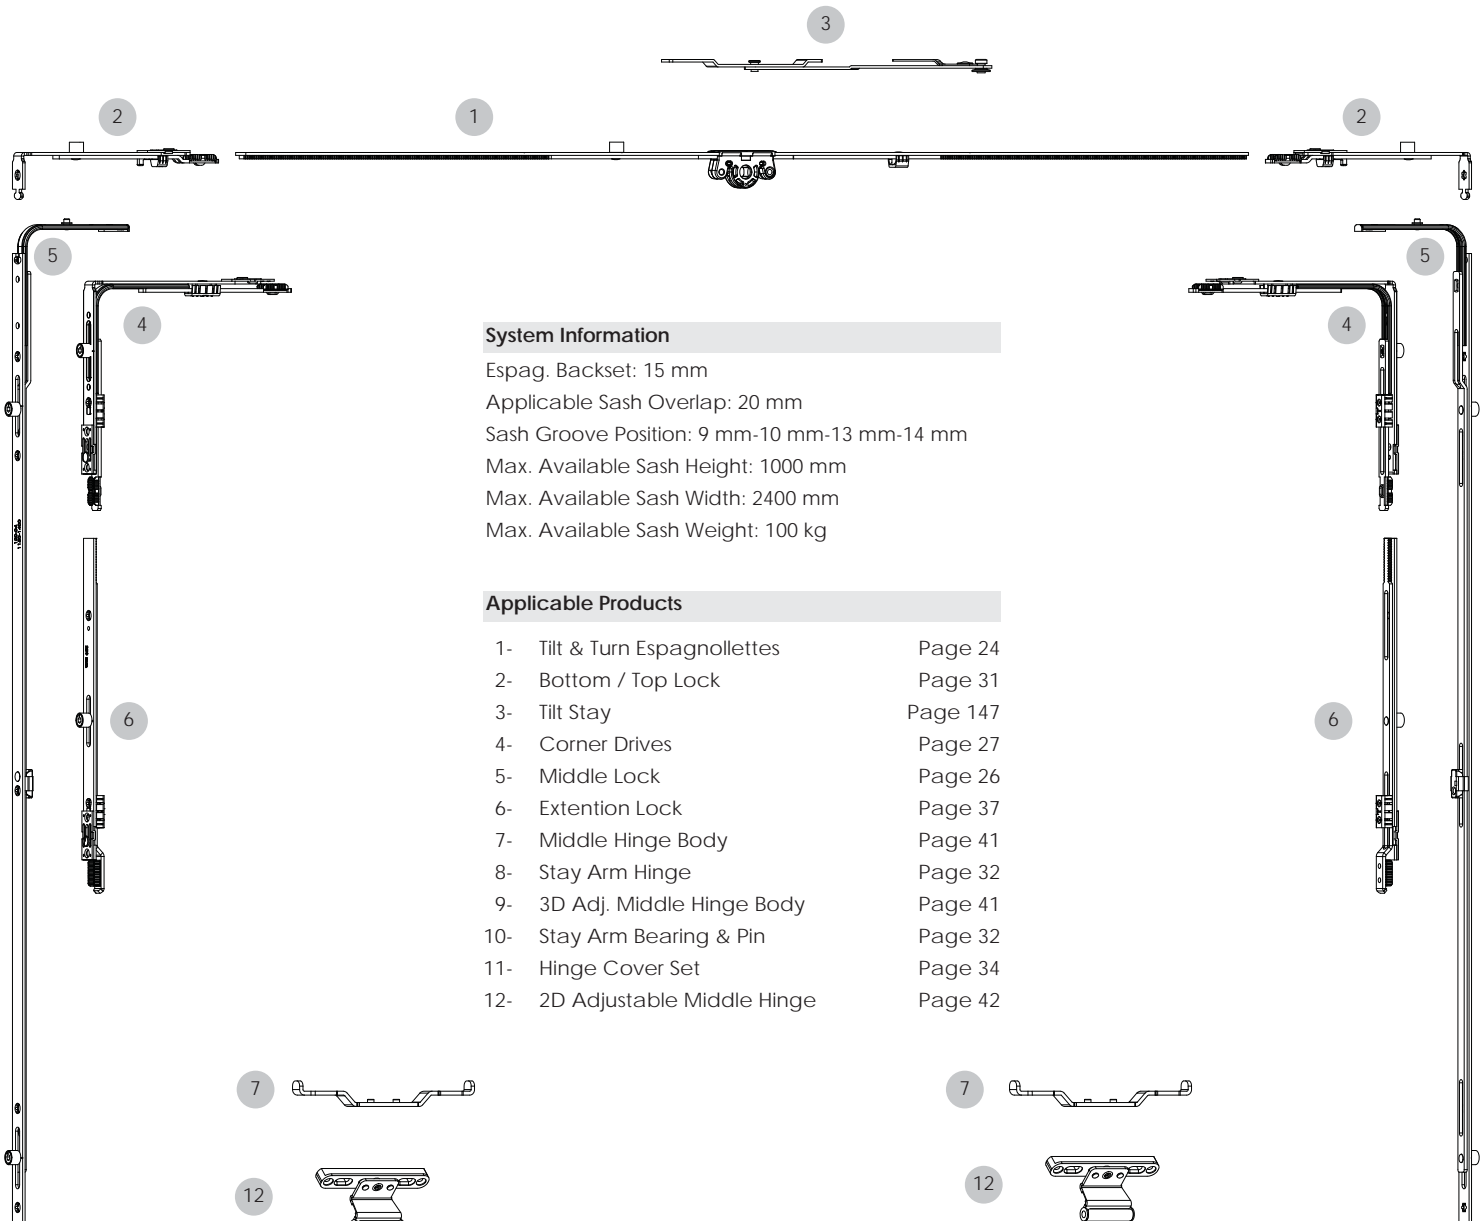 3
2
1
2
5
5
4
4
System Information
Espag. Backset: 15 mm
Applicable Sash Overlap: 20 mm
Sash Groove Position: 9 mm-10 mm-13 mm-14 mm
Max. Available Sash Height: 1000 mm
Max. Available Sash Width: 2400 mm
Max. Available Sash Weight: 100 kg
Applicable Products
1- Tilt & Turn Espagnollettes Page 24
2- Bottom / Top Lock Page 31
3- Tilt Stay Page 147
4- Corner Drives Page 27
5- Middle Lock Page 26
6- Extention Lock Page 37
7- Middle Hinge Body Page 41
8- Stay Arm Hinge Page 32
9- 3D Adj. Middle Hinge Body Page 41
10- Stay Arm Bearing & Pin Page 32
11- Hinge Cover Set Page 34
12- 2D Adjustable Middle Hinge Page 42
6
6
7
7
12
12